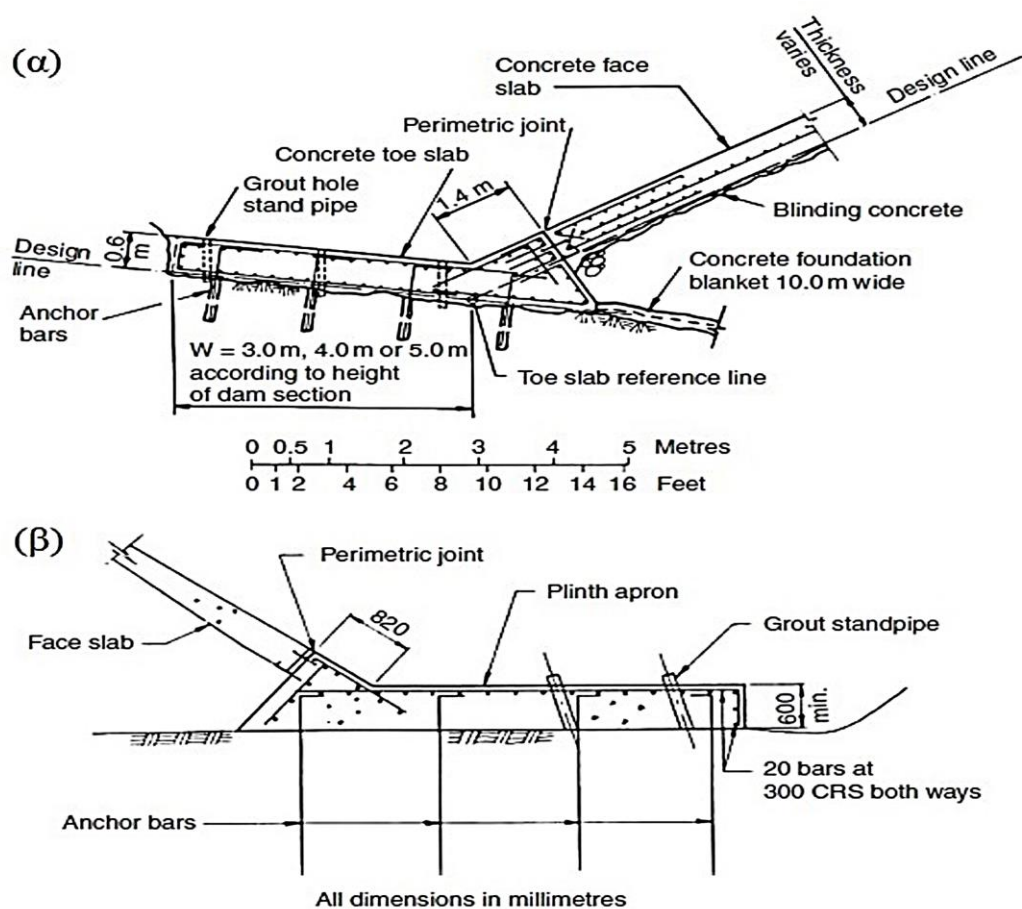 (α)
Concrete face
slab
Thickness
varies
Design line
Perimetric joint
Concrete toe slab
Grout hole
stand pipe
1.4 m
Blinding concrete
0.6
m
Design
line
Concrete foundation
blanket 10.0 m wide
Anchor
bars
W = 3.0 m, 4.0 m or 5.0 m
according to height
of dam section
Toe slab reference line
0 0.5 1 2 3 4 5 Metres
0 1 2 4 6 8 10 12 14 16 Feet
(β)
Perimetric joint
Plinth apron
820
Grout standpipe
Face slab
600
min.
20 bars at
300 CRS both ways
Anchor bars
All dimensions in millimetres